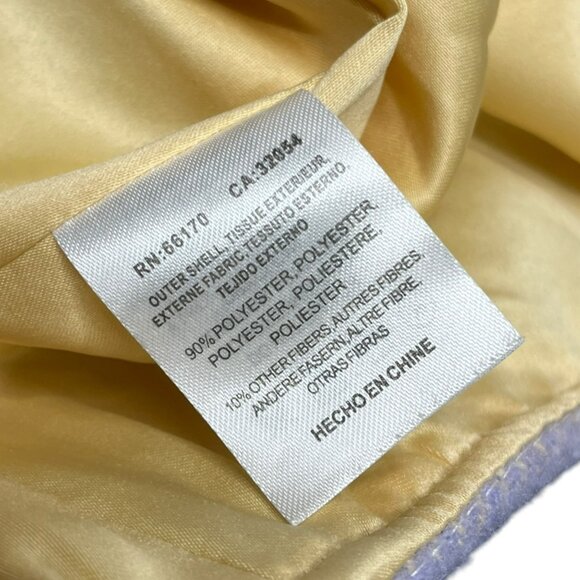 RN:66170 CA:32054
OUTER SHELL, TISSUE EXTERIEUR,
EXTERNE FABRIC, TESSUTO ESTERNO.
TEJIDO EXTERNO
90% POLYESTER, POLYESTER
POLYESTER, POLIESTERE.
POLIESTER
10% OTHER FIBERS, AUTRES FIBRES.
ANDERE FASERN, ALTRE FIBRE.
OTRAS FIBRAS
HECHO EN CHINE